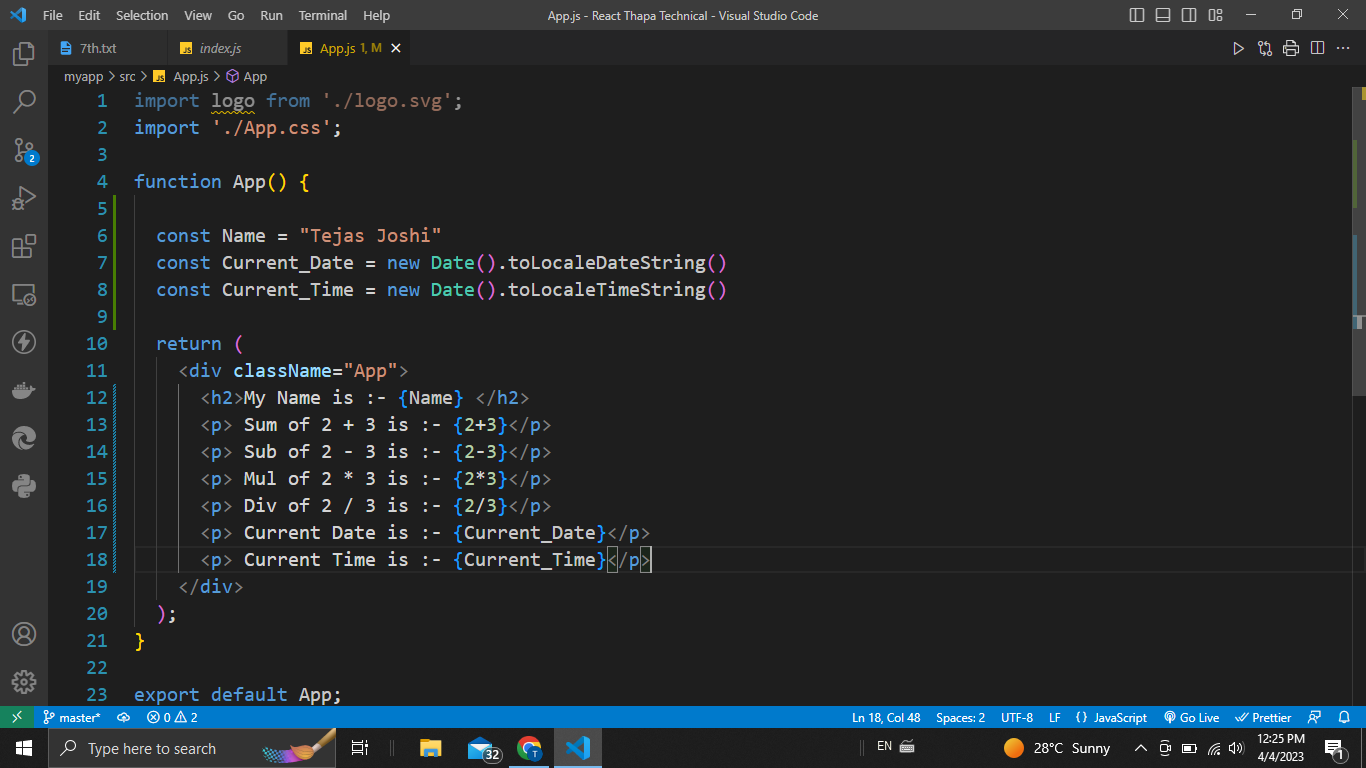 File Edit Selection View Go Run Terminal Help App.js - React Thapa Technical - Visual Studio Code
7th.txt JS index.js JS App.js 1, M
myapp > src > JS App.js > App
1 import logo from './logo.svg';
2 import './App.css';
3
4 function App() {
5
6 const Name = "Tejas Joshi"
7 const Current_Date = new Date().toLocaleDateString()
8 const Current_Time = new Date().toLocaleTimeString()
9
10 return (
11 <div className="App">
12 <h2>My Name is :- {Name} </h2>
13 <p> Sum of 2 + 3 is :- {2+3}</p>
14 <p> Sub of 2 - 3 is :- {2-3}</p>
15 <p> Mul of 2 * 3 is :- {2*3}</p>
16 <p> Div of 2 / 3 is :- {2/3}</p>
17 <p> Current Date is :- {Current_Date}</p>
18 <p> Current Time is :- {Current_Time}</p>
19 </div>
20 );
21 }
22
23 export default App;
2
master* 0 2 Ln 18, Col 48 Spaces: 2 UTF-8 LF {} JavaScript Go Live Prettier
Type here to search 32 T EN 28°C Sunny 12:25 PM
4/4/2023 1